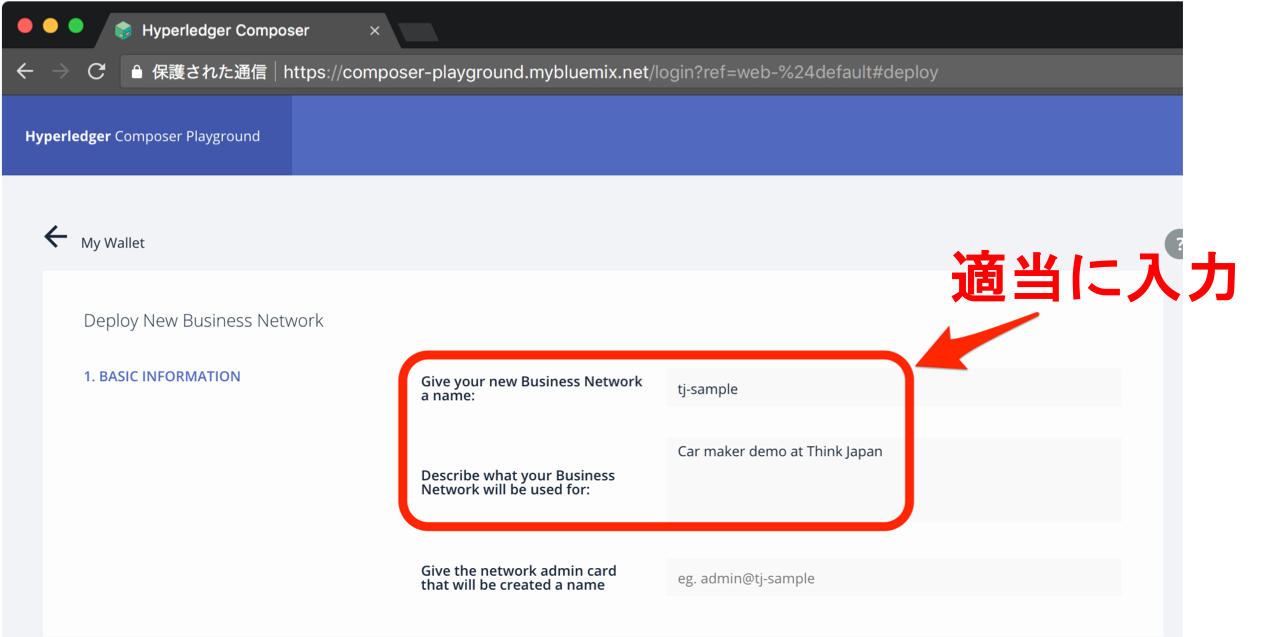 Hyperledger Composer
保護された通信 https://composer-playground.mybluemix.net/login?ref=web-%24default#deploy
Hyperledger Composer Playground
My Wallet
?
適当に入力
Deploy New Business Network
1. BASIC INFORMATION
Give your new Business Network
a name:
tj-sample
Car maker demo at Think Japan
Describe what your Business
Network will be used for:
Give the network admin card
that will be created a name
eg. admin@tj-sample